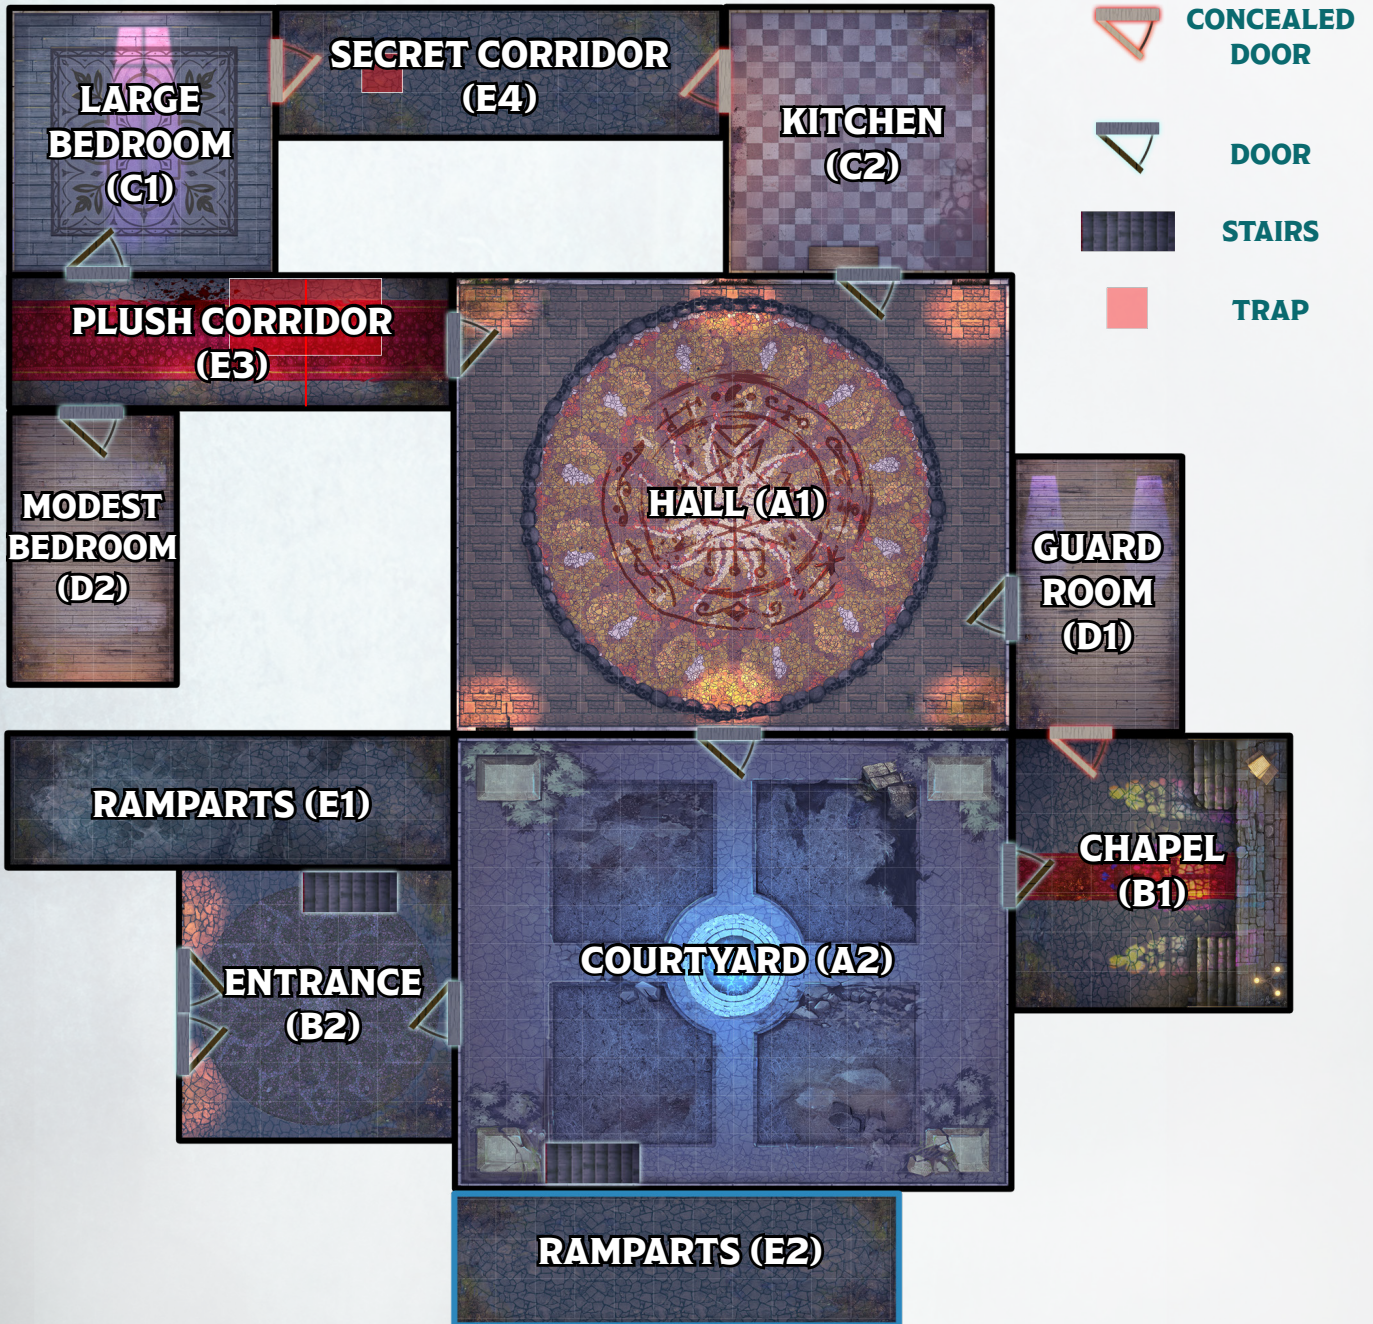 CONCEALED
DOOR
DOOR
STAIRS
TRAP
SECRET CORRIDOR
(E4)
LARGE
BEDROOM
(C1)
KITCHEN
(C2)
PLUSH CORRIDOR
(E3)
HALL (A1)
MODEST
BEDROOM
(D2)
GUARD
ROOM
(D1)
RAMPARTS (E1)
CHAPEL
(B1)
COURTYARD (A2)
ENTRANCE
(B2)
RAMPARTS (E2)